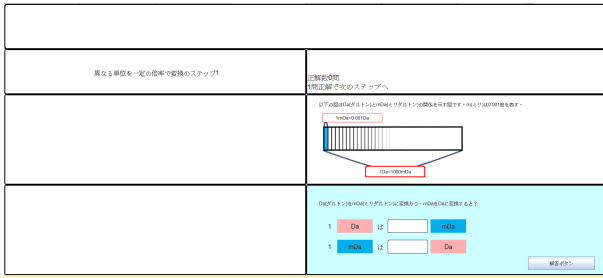 異なる単位を一定の倍率で変換のステップ1
正解数0問
1問正解で次のステップへ
以下の図はDa(ダルトン)とmDa(ミリダルトン)の関係を示す図です・m(ミリ)は0.001倍を表す・
1mDa=0.001Da
1Da=1000mDa
Da(ダルトン)をmDa(ミリダルトン)に変換かつ・mDaをDaに変換すると?
1 Da は mDa
1 mDa は Da
解答ボタン